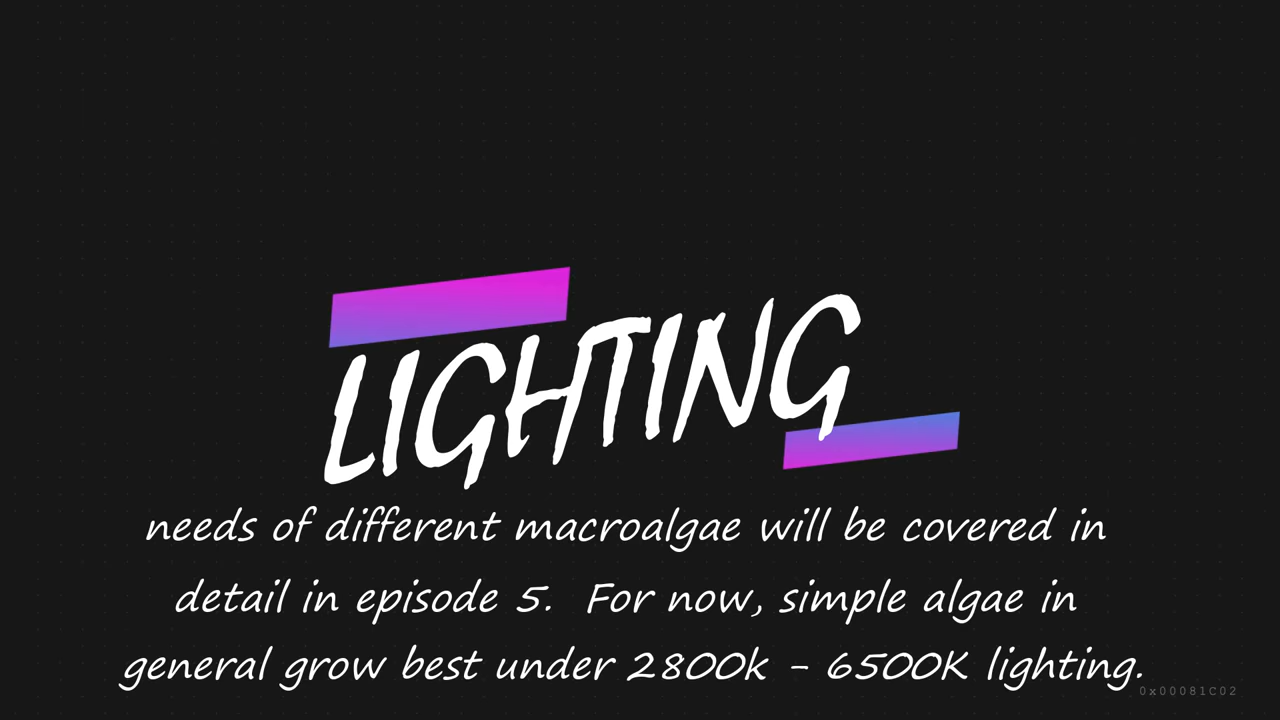 LIGHTING
needs of different macroalgae will be covered in
detail in episode 5.  For now, simple algae in
general grow best under 2800k - 6500K lighting.
0x00081C02